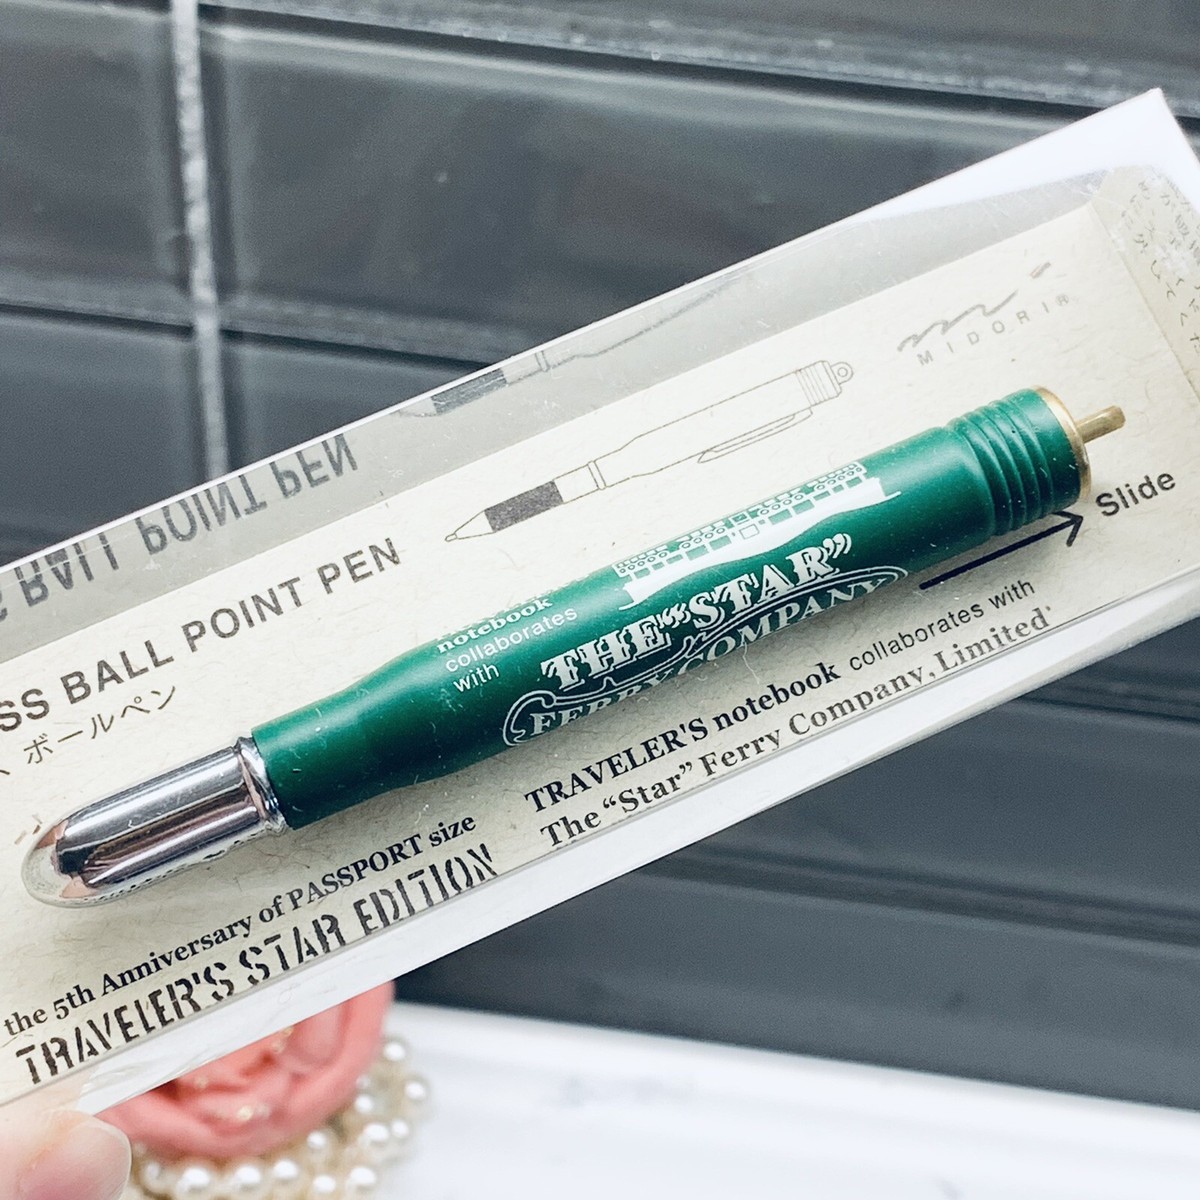 MIDORI
SS BALL POINT PEN
ボールペン
Slide
notebook
collaborates
with
THE "STAR"
FERRY COMPANY
TRAVELER'S notebook collaborates with
The "Star" Ferry Company, Limited
the 5th Anniversary of PASSPORT size
TRAVELER'S STAR EDITION